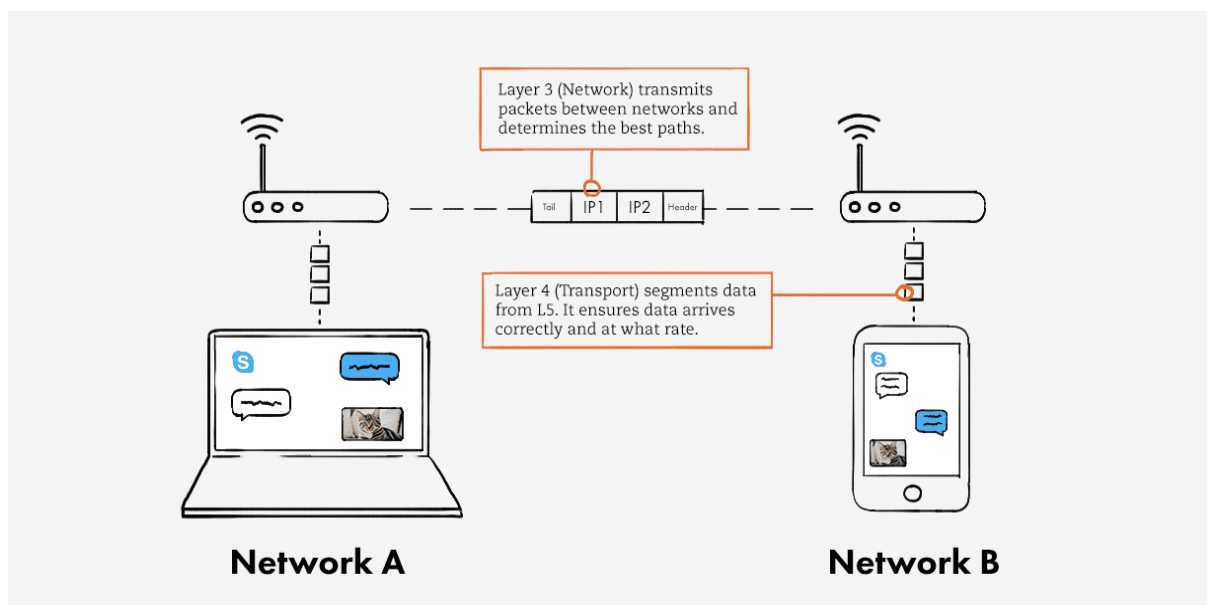 Layer 3 (Network) transmits
packets between networks and
determines the best paths.
Tail
IP1
IP2
Header
Layer 4 (Transport) segments data
from L5. It ensures data arrives
correctly and at what rate.
S
S
Network A
Network B